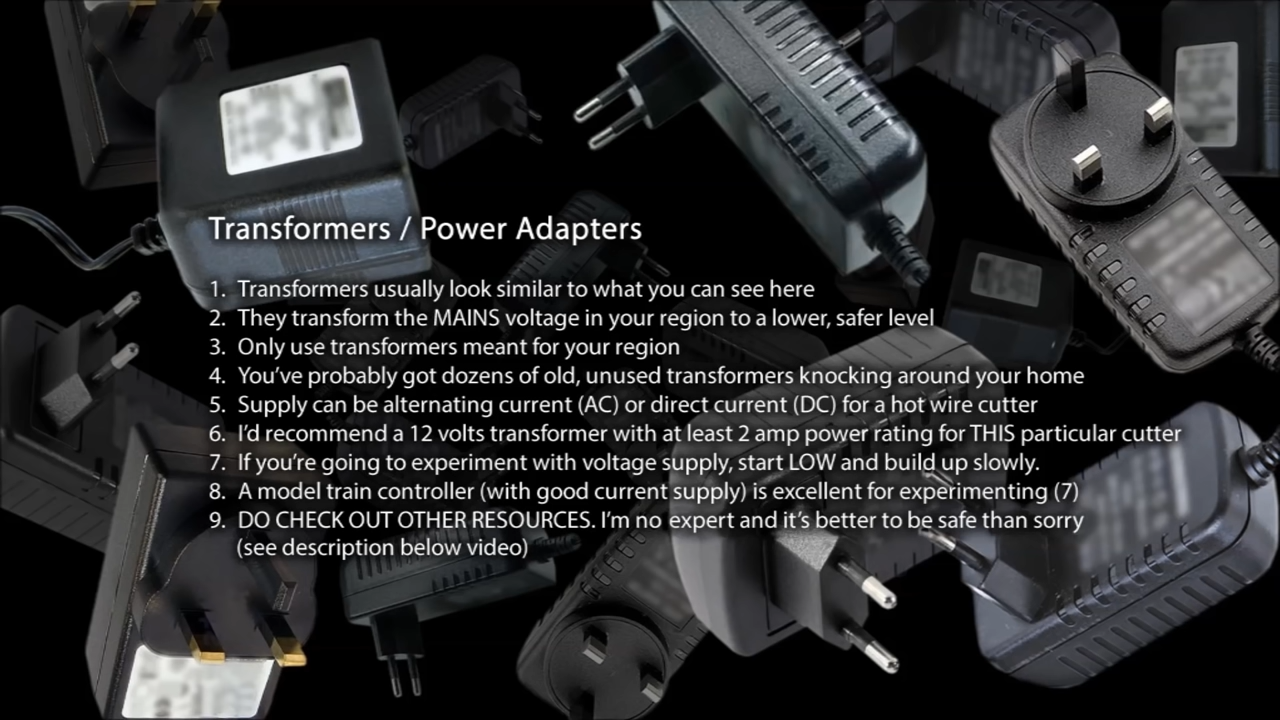 Transformers / Power Adapters
1. Transformers usually look similar to what you can see here
2. They transform the MAINS voltage in your region to a lower, safer level
3. Only use transformers meant for your region
4. You've probably got dozens of old, unused transformers knocking around your home
5. Supply can be alternating current (AC) or direct current (DC) for a hot wire cutter
6. I'd recommend a 12 volts transformer with at least 2 amp power rating for THIS particular cutter
7. If you're going to experiment with voltage supply, start LOW and build up slowly.
8. A model train controller (with good current supply) is excellent for experimenting (7)
9. DO CHECK OUT OTHER RESOURCES. I'm no expert and it's better to be safe than sorry
(see description below video)